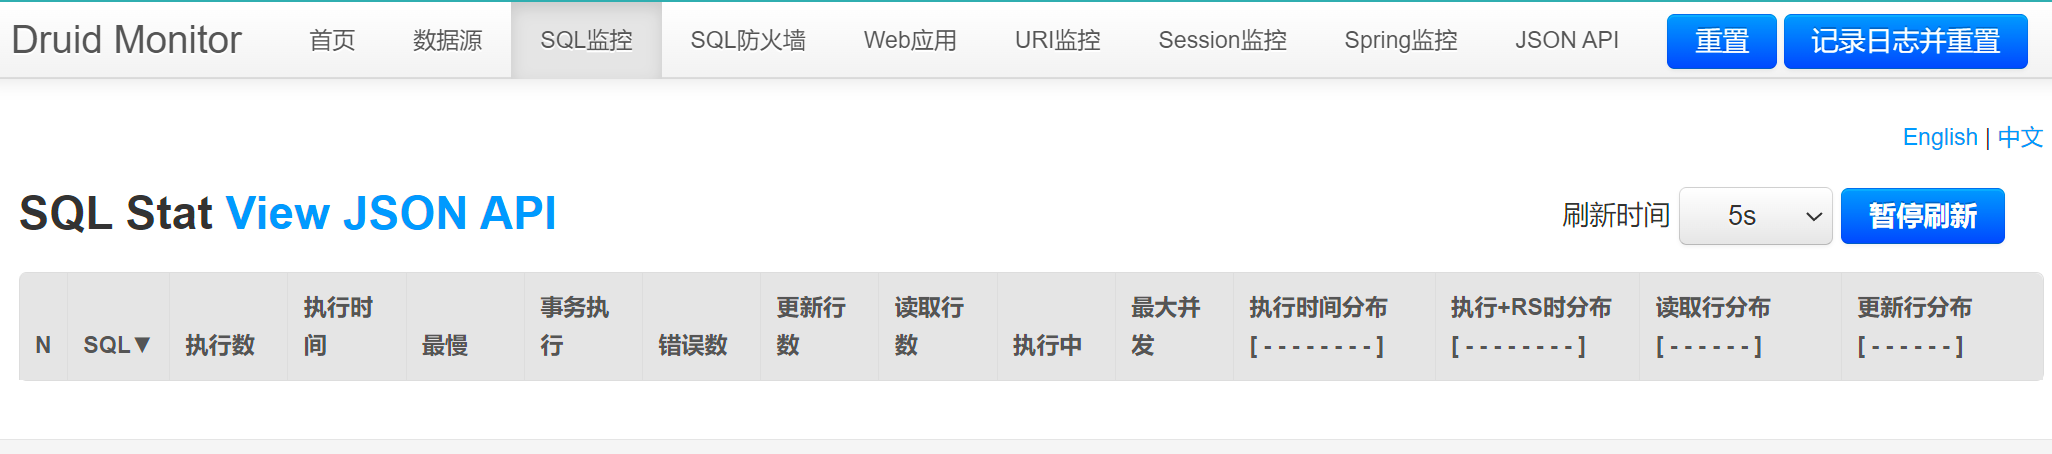 Druid Monitor 首页 数据源 SQL监控 SQL防火墙 Web应用 URI监控 Session监控 Spring监控 JSON API 重置 记录日志并重置
English | 中文
SQL Stat View JSON API 刷新时间 5s 暂停刷新
N SQL▼ 执行数 执行时间 最慢 事务执行 错误数 更新行数 读取行数 执行中 最大并发 执行时间分布 [ - - - - - - - - ] 执行+RS时分布 [ - - - - - - - - ] 读取行分布 [ - - - - - - ] 更新行分布 [ - - - - - - ]